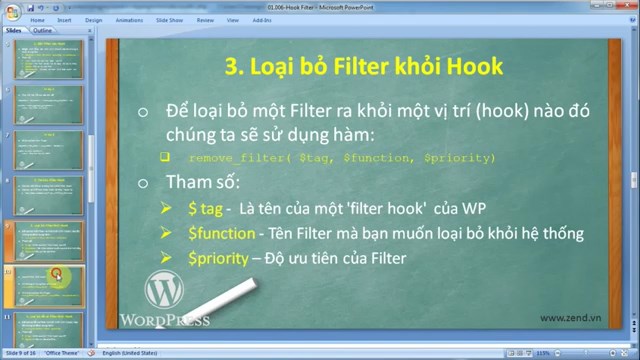 01.006-Hook Filter - Microsoft PowerPoint
Home Insert Design Animations Slide Show Review View Add-Ins
Slides Outline
3. Loại bỏ Filter khỏi Hook
Để loại bỏ một Filter ra khỏi một vị trí (hook) nào đó
chúng ta sẽ sử dụng hàm:
remove_filter( $tag, $function, $priority)
Tham số:
$ tag - Là tên của một 'filter hook' của WP
$function - Tên Filter mà bạn muốn loại bỏ khỏi hệ thống
$priority – Độ ưu tiên của Filter
WORDPRESS
www.zend.vn
10
11
Slide 9 of 16 "Office Theme" English (United States) 115%